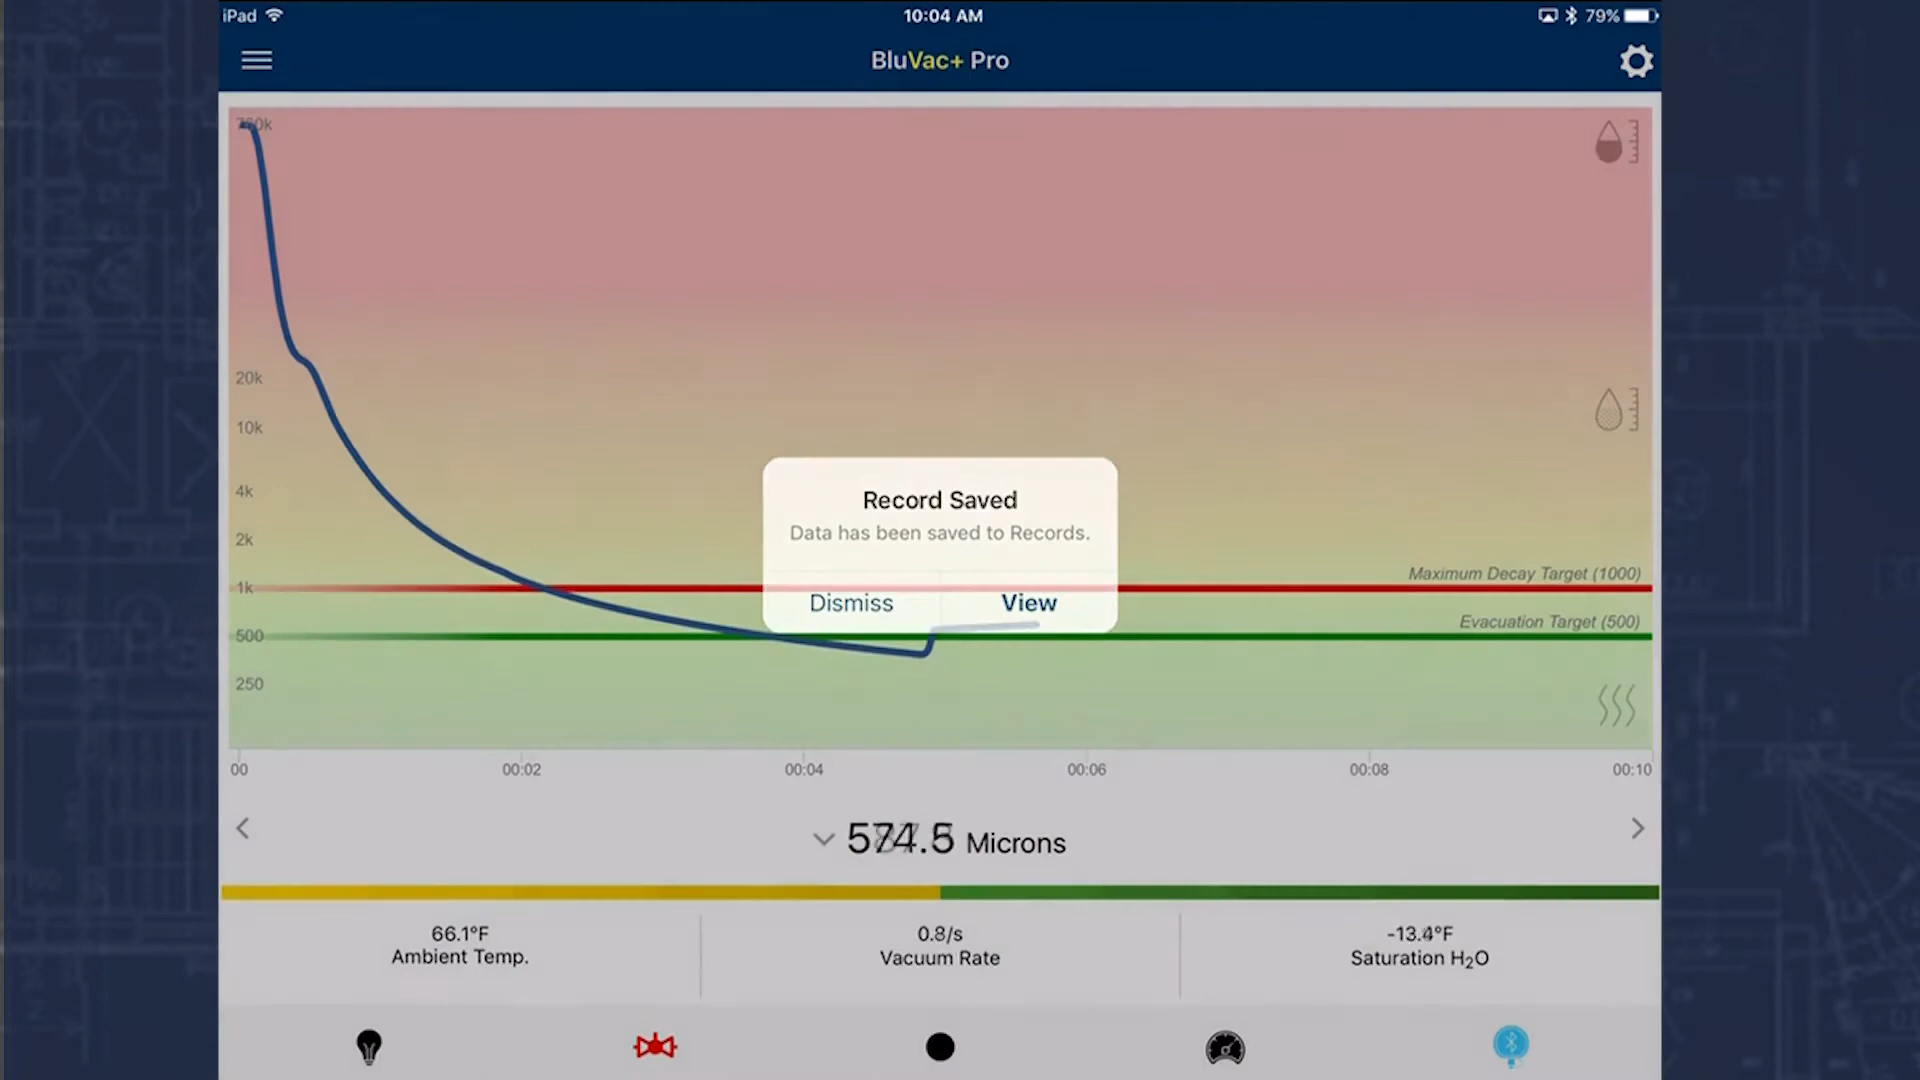 iPad
10:04 AM
79%
BluVac+ Pro
20k
10k
4k
2k
1k
500
250
Record Saved
Data has been saved to Records.
Dismiss
View
Maximum Decay Target (1000)
Evacuation Target (500)
00
00:02
00:04
00:06
00:08
00:10
574.5 Microns
66.1°F
Ambient Temp.
0.8/s
Vacuum Rate
-13.4°F
Saturation H₂O